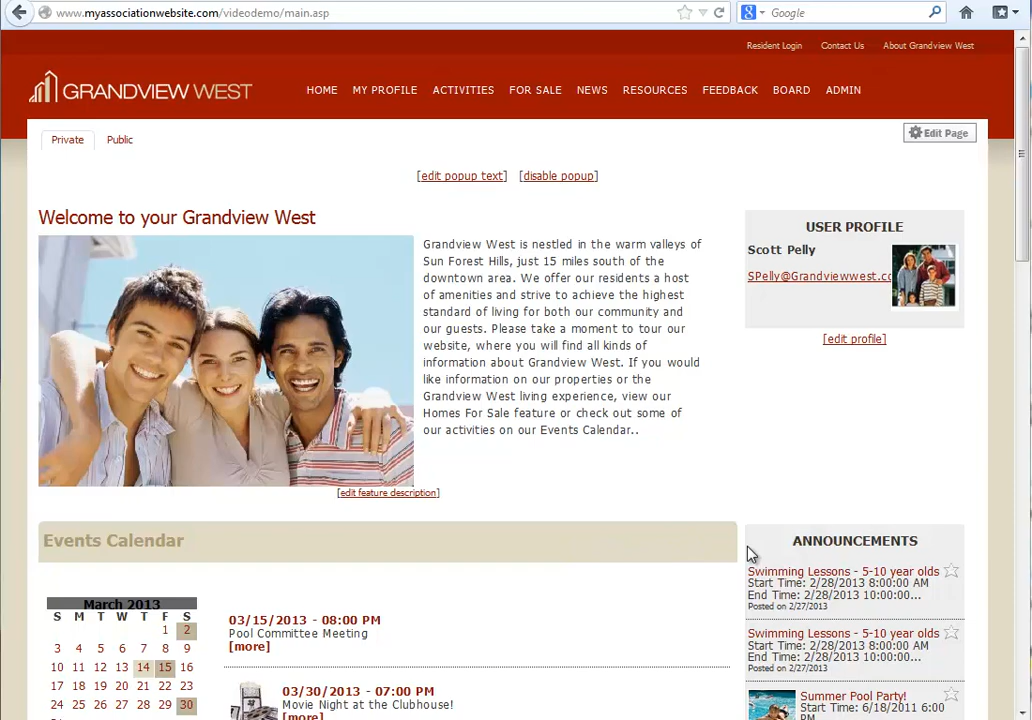 www.myassociationwebsite.com/videodemo/main.asp
Google
Resident Login Contact Us About Grandview West
GRANDVIEW WEST
HOME MY PROFILE ACTIVITIES FOR SALE NEWS RESOURCES FEEDBACK BOARD ADMIN
Private Public
Edit Page
[edit popup text] [disable popup]
Welcome to your Grandview West
Grandview West is nestled in the warm valleys of
Sun Forest Hills, just 15 miles south of the
downtown area. We offer our residents a host
of amenities and strive to achieve the highest
standard of living for both our community and
our guests. Please take a moment to tour our
website, where you will find all kinds of
information about Grandview West. If you would
like information on our properties or the
Grandview West living experience, view our
Homes For Sale feature or check out some of
our activities on our Events Calendar..
[edit feature description]
USER PROFILE
Scott Pelly
SPelly@Grandviewwest.co
[edit profile]
Events Calendar
March 2013
S M T W T F S
1 2
3 4 5 6 7 8 9
10 11 12 13 14 15 16
17 18 19 20 21 22 23
24 25 26 27 28 29 30
03/15/2013 - 08:00 PM
Pool Committee Meeting
[more]
03/30/2013 - 07:00 PM
Movie Night at the Clubhouse!
[more]
ANNOUNCEMENTS
Swimming Lessons - 5-10 year olds
Start Time: 2/28/2013 8:00:00 AM
End Time: 2/28/2013 10:00:00...
Posted on 2/27/2013
Swimming Lessons - 5-10 year olds
Start Time: 2/28/2013 8:00:00 AM
End Time: 2/28/2013 10:00:00...
Posted on 2/27/2013
Summer Pool Party!
Start Time: 6/18/2011 6:00
PM